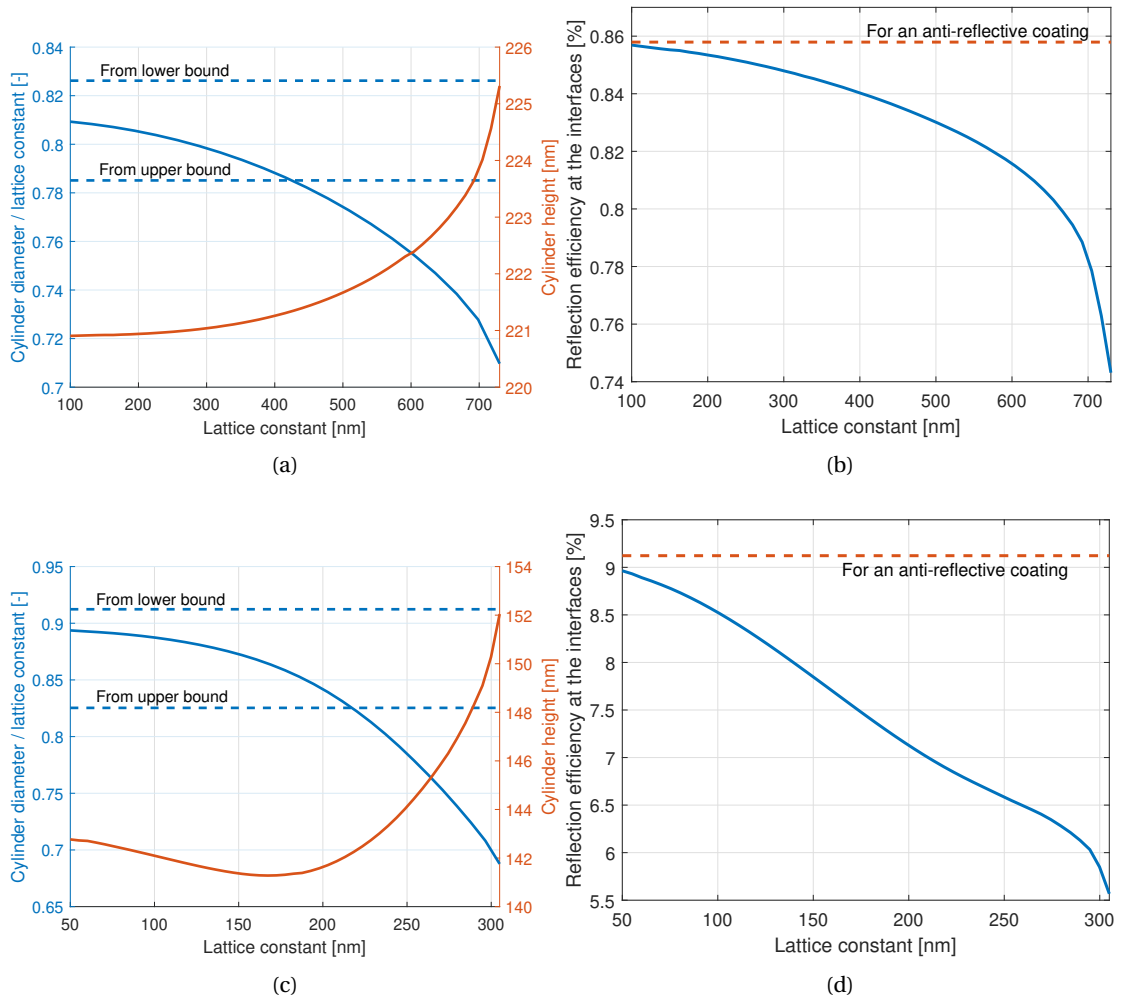 0.84
0.82
0.8
0.78
0.76
0.74
0.72
0.7
Cylinder diameter / lattice constant [-]
From lower bound
From upper bound
226
225
224
223
222
221
220
Cylinder height [nm]
100 200 300 400 500 600 700
Lattice constant [nm]
(a)
0.86
0.84
0.82
0.8
0.78
0.76
0.74
Reflection efficiency at the interfaces [%]
For an anti-reflective coating
100 200 300 400 500 600 700
Lattice constant [nm]
(b)
0.95
0.9
0.85
0.8
0.75
0.7
0.65
Cylinder diameter / lattice constant [-]
From lower bound
From upper bound
154
152
150
148
146
144
142
140
Cylinder height [nm]
50 100 150 200 250 300
Lattice constant [nm]
(c)
9.5
9
8.5
8
7.5
7
6.5
6
5.5
Reflection efficiency at the interfaces [%]
For an anti-reflective coating
50 100 150 200 250 300
Lattice constant [nm]
(d)